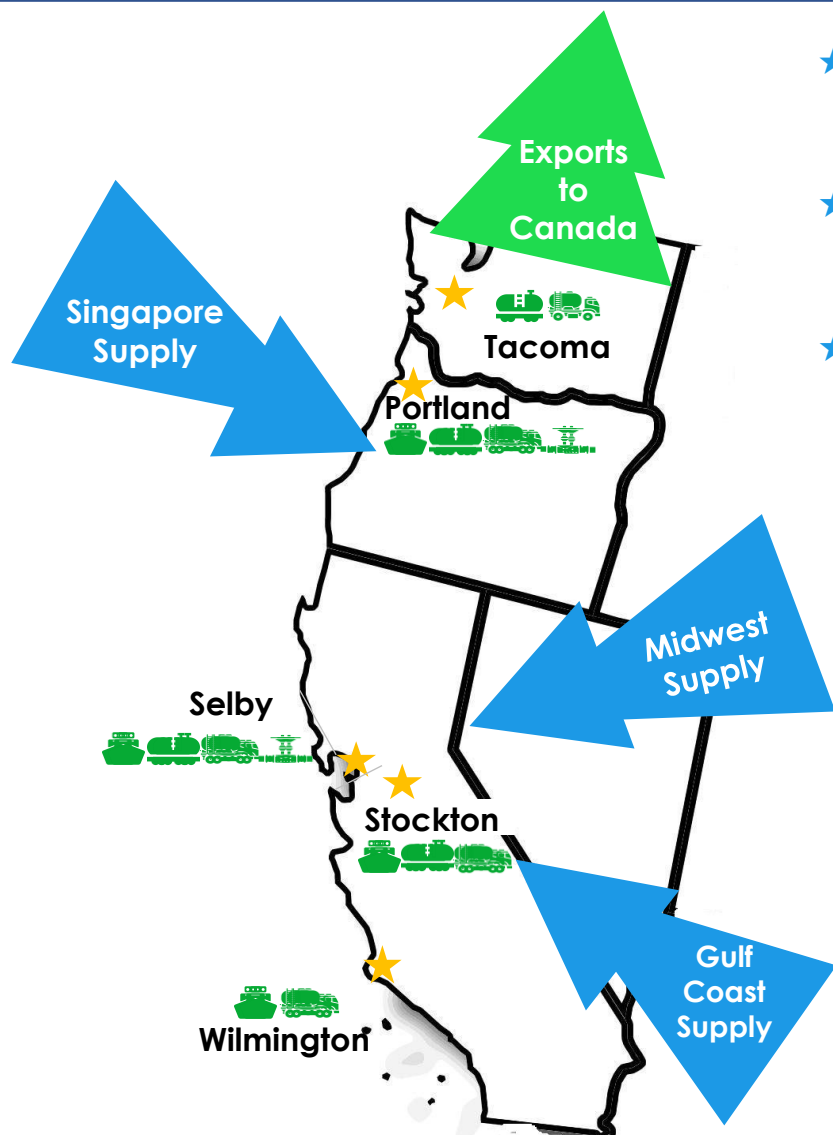 Exports
to
Canada
Singapore
Supply
Tacoma
Portland
Midwest
Supply
Selby
Stockton
Gulf
Coast
Supply
Wilmington